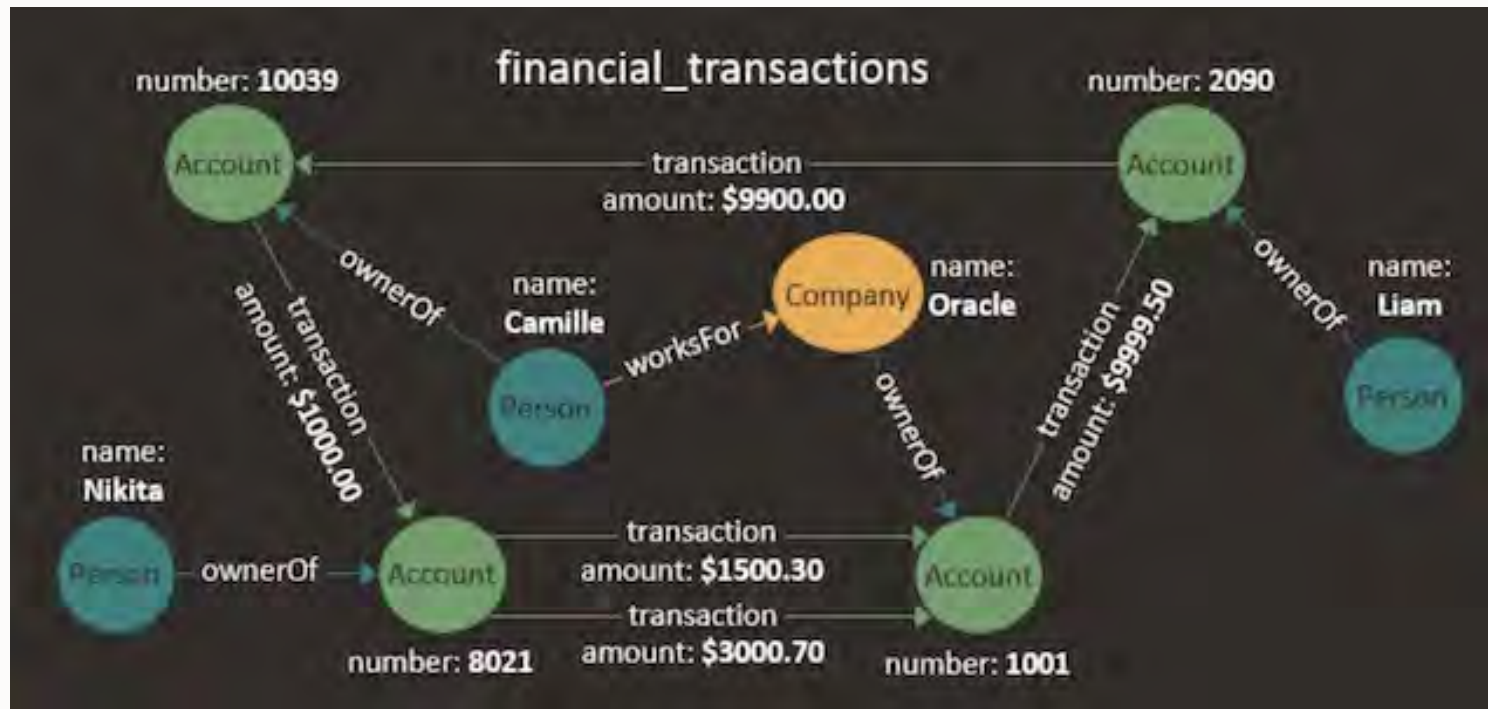 financial_transactions
number: 10039
number: 2090
Account
transaction
Account
amount: $9900.00
ownerOf
ownerOf
name:
Camille
Company
name:
Oracle
name:
Liam
transaction
amount: $1000.00
worksFor
transaction
amount: $9999.50
Person
Person
ownerOf
name:
Nikita
transaction
Person
ownerOf
Account
amount: $1500.30
Account
transaction
amount: $3000.70
number: 8021
number: 1001